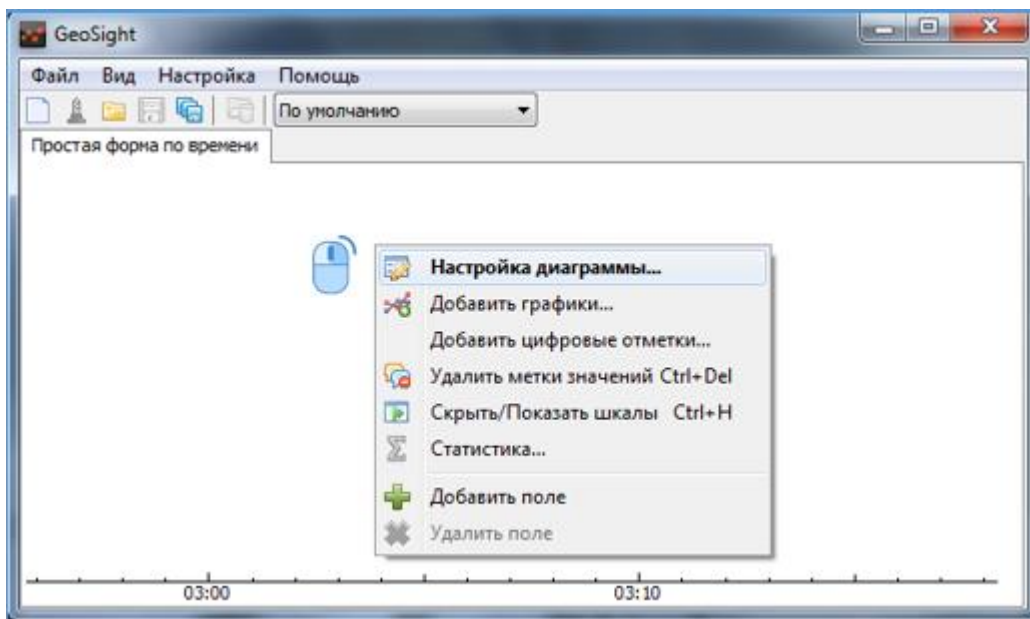 GeoSight
Файл Вид Настройка Помощь
По умолчанию
Простая форма по времени
Настройка диаграммы...
Добавить графики...
Добавить цифровые отметки...
Удалить метки значений Ctrl+Del
Скрыть/Показать шкалы Ctrl+H
Статистика...
Добавить поле
Удалить поле
03:00 03:10